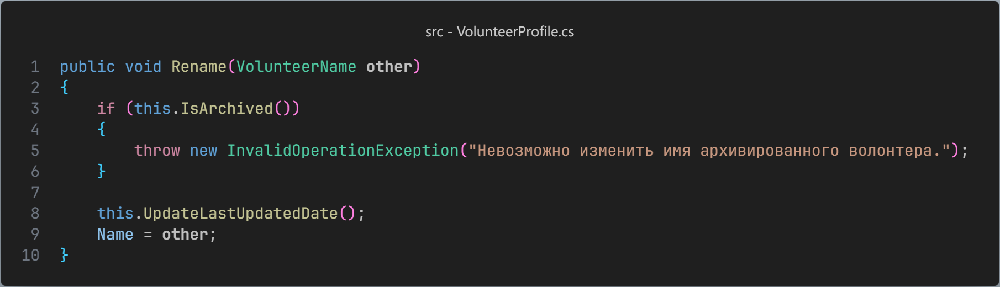 src - VolunteerProfile.cs
1 public void Rename(VolunteerName other)
2 {
3     if (this.IsArchived())
4     {
5         throw new InvalidOperationException("Невозможно изменить имя архивированного волонтера.");
6     }
7
8     this.UpdateLastUpdatedDate();
9     Name = other;
10 }